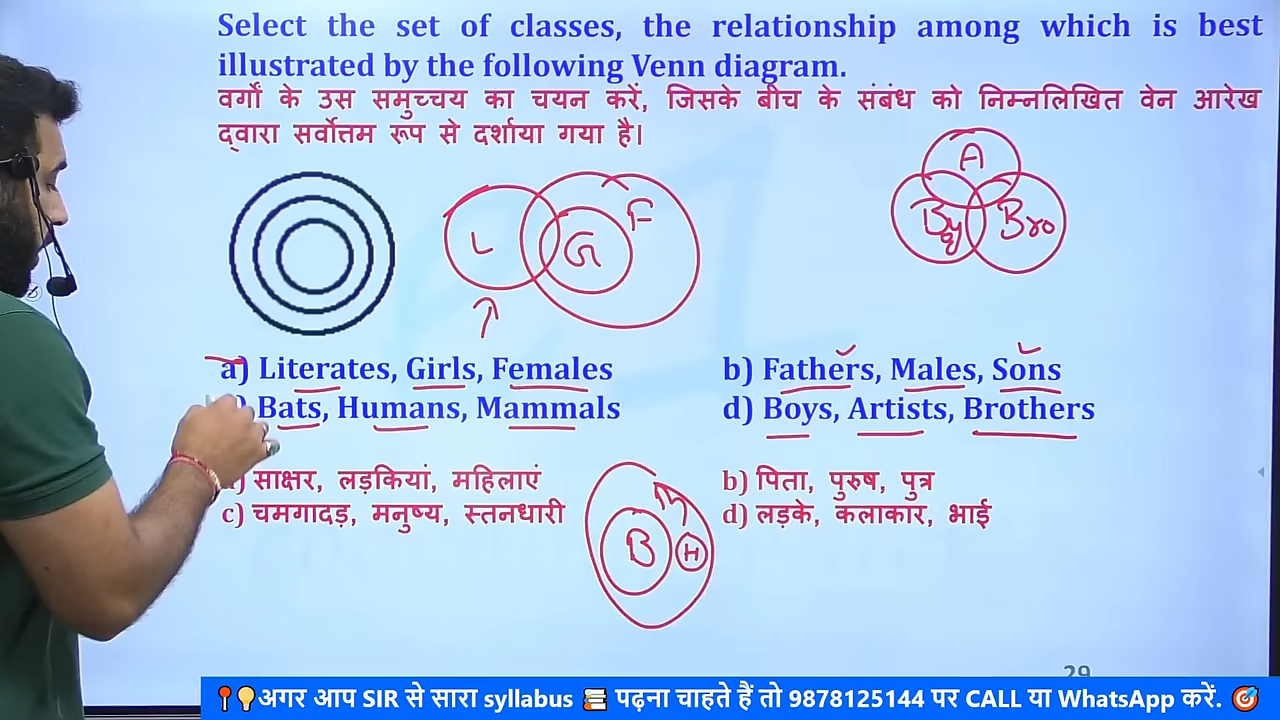 Select the set of classes, the relationship among which is best
illustrated by the following Venn diagram.
वर्गों के उस समुच्चय का चयन करें, जिसके बीच के संबंध को निम्नलिखित वेन आरेख
द्वारा सर्वोत्तम रूप से दर्शाया गया है।
A
Boy
Bro
L
G
F
a) Literates, Girls, Females
b) Fathers, Males, Sons
) Bats, Humans, Mammals
d) Boys, Artists, Brothers
) साक्षर, लड़कियां, महिलाएं
b) पिता, पुरुष, पुत्र
c) चमगादड़, मनुष्य, स्तनधारी
d) लड़के, कलाकार, भाई
M
B
H
29
अगर आप SIR से सारा syllabus 📚 पढ़ना चाहते हैं तो 9878125144 पर CALL या WhatsApp करें.